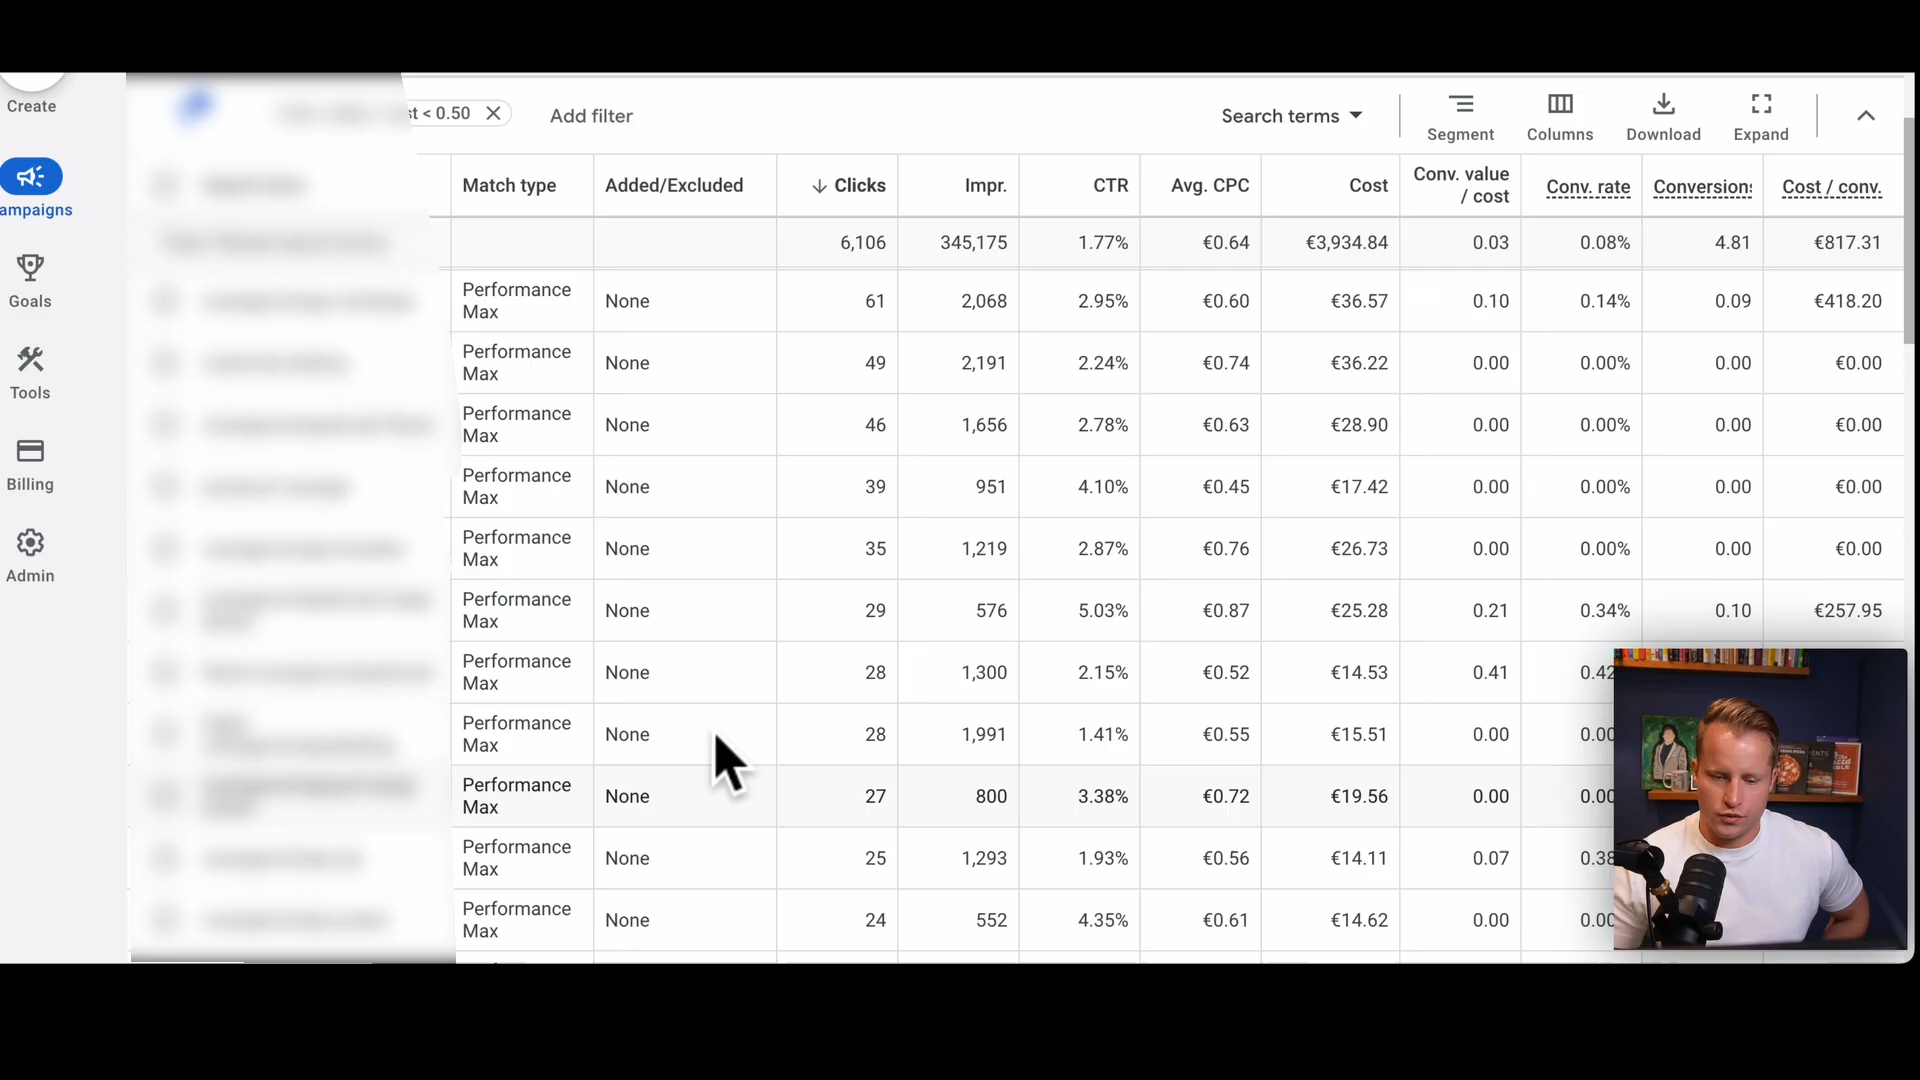 Create
st < 0.50
Add filter
Search terms
Segment
Columns
Download
Expand
ampaigns
Goals
Tools
Billing
Admin
Match type Added/Excluded Clicks Impr. CTR Avg. CPC Cost Conv. value / cost Conv. rate Conversions Cost / conv.
6,106 345,175 1.77% €0.64 €3,934.84 0.03 0.08% 4.81 €817.31
Performance Max None 61 2,068 2.95% €0.60 €36.57 0.10 0.14% 0.09 €418.20
Performance Max None 49 2,191 2.24% €0.74 €36.22 0.00 0.00% 0.00 €0.00
Performance Max None 46 1,656 2.78% €0.63 €28.90 0.00 0.00% 0.00 €0.00
Performance Max None 39 951 4.10% €0.45 €17.42 0.00 0.00% 0.00 €0.00
Performance Max None 35 1,219 2.87% €0.76 €26.73 0.00 0.00% 0.00 €0.00
Performance Max None 29 576 5.03% €0.87 €25.28 0.21 0.34% 0.10 €257.95
Performance Max None 28 1,300 2.15% €0.52 €14.53 0.41 0.42
Performance Max None 28 1,991 1.41% €0.55 €15.51 0.00 0.00
Performance Max None 27 800 3.38% €0.72 €19.56 0.00 0.00
Performance Max None 25 1,293 1.93% €0.56 €14.11 0.07 0.38
Performance Max None 24 552 4.35% €0.61 €14.62 0.00 0.00